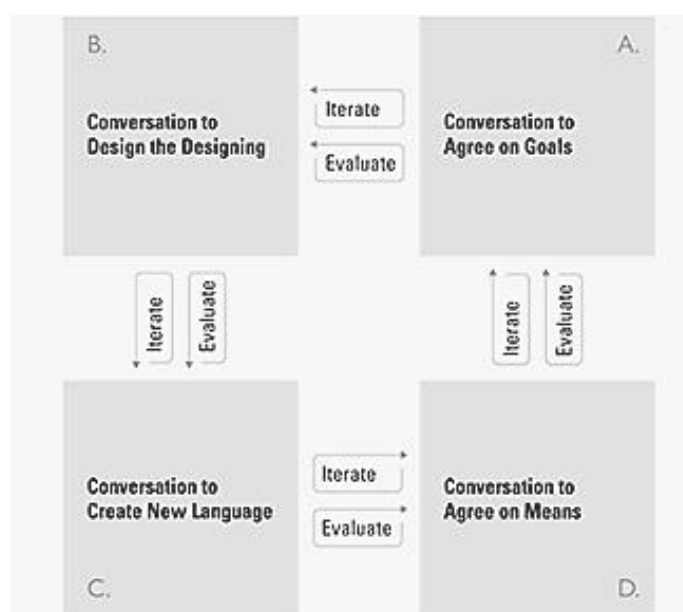 B.
Conversation to
Design the Designing
Iterate
Evaluate
A.
Conversation to
Agree on Goals
Iterate
Evaluate
Iterate
Evaluate
Conversation to
Create New Language
C.
Iterate
Evaluate
Conversation to
Agree on Means
D.